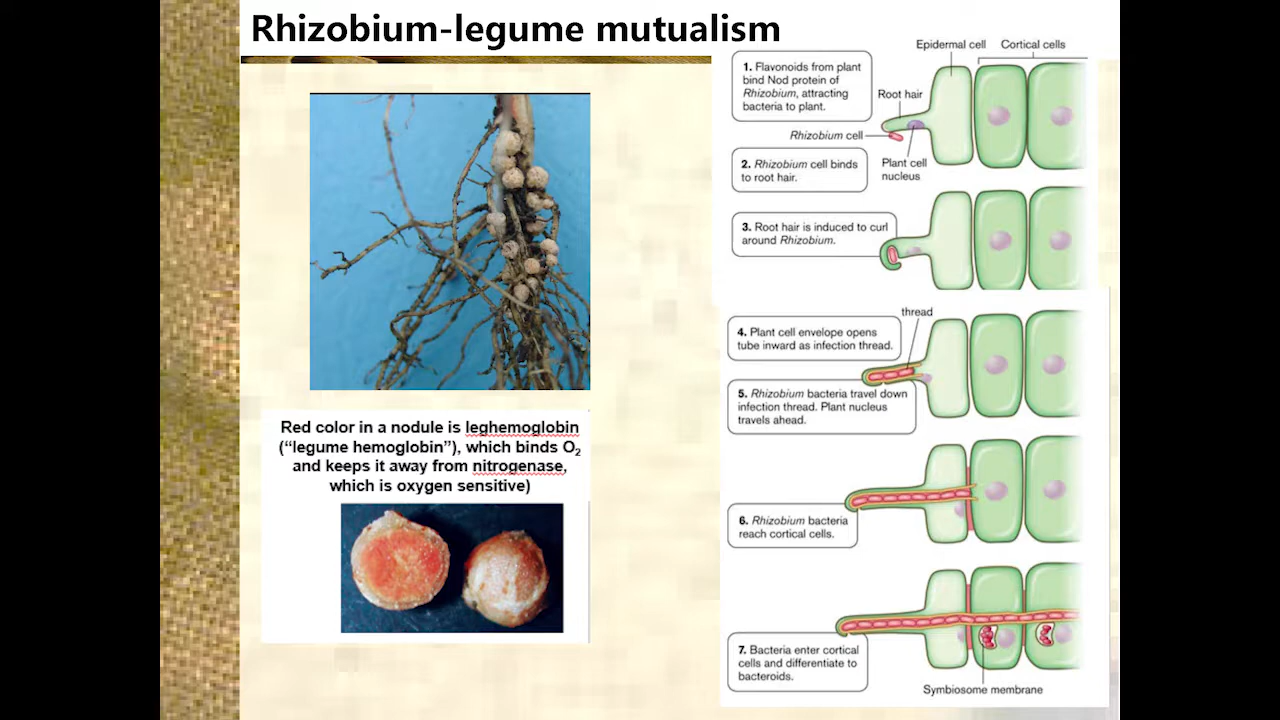 Rhizobium-legume mutualism
Red color in a nodule is leghemoglobin
(“legume hemoglobin”), which binds O₂
and keeps it away from nitrogenase,
which is oxygen sensitive)
Epidermal cell
Cortical cells
1. Flavonoids from plant
bind Nod protein of
Rhizobium, attracting
bacteria to plant.
Root hair
Rhizobium cell
Plant cell
nucleus
2. Rhizobium cell binds
to root hair.
3. Root hair is induced to curl
around Rhizobium.
thread
4. Plant cell envelope opens
tube inward as infection thread.
5. Rhizobium bacteria travel down
infection thread. Plant nucleus
travels ahead.
6. Rhizobium bacteria
reach cortical cells.
7. Bacteria enter cortical
cells and differentiate to
bacteroids.
Symbiosome membrane